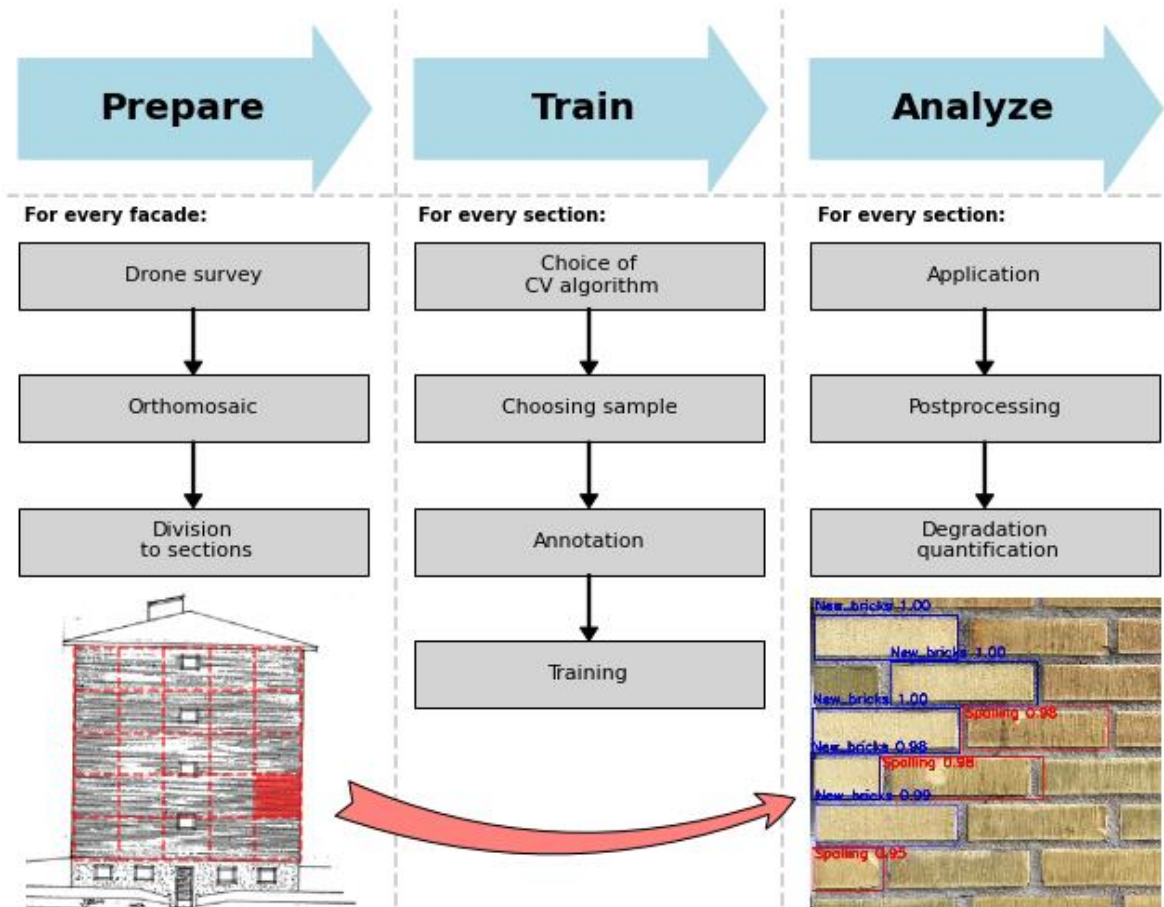 Prepare
Train
Analyze
For every facade:
Drone survey
Orthomosaic
Division
to sections
For every section:
Choice of
CV algorithm
Choosing sample
Annotation
Training
For every section:
Application
Postprocessing
Degradation
quantification
New_bricks 1.00
New_bricks 1.00
New_bricks 1.00
Spalling 0.98
New_bricks 0.98
Spalling 0.98
New_bricks 0.99
Spalling 0.95